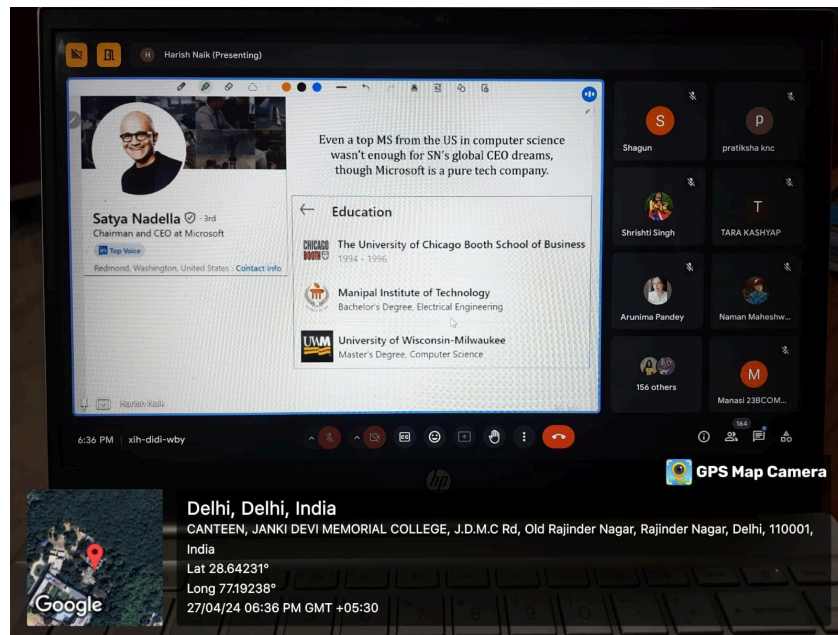 H Harish Naik (Presenting)
Even a top MS from the US in computer science
wasn't enough for SN's global CEO dreams,
though Microsoft is a pure tech company.
Satya Nadella · 3rd
Chairman and CEO at Microsoft
in Top Voice
Redmond, Washington, United States · Contact info
Education
CHICAGO BOOTH
The University of Chicago Booth School of Business
1994 - 1996
Manipal Institute of Technology
Bachelor's Degree, Electrical Engineering
UWM
University of Wisconsin-Milwaukee
Master's Degree, Computer Science
Harish Naik
S
Shagun
p
pratiksha knc
Shrishti Singh
T
TARA KASHYAP
Arunima Pandey
Naman Maheshw...
156 others
M
Manasi 23BCOM...
6:36 PM | xih-didi-wby
CC
164
hp
GPS Map Camera
Delhi, Delhi, India
CANTEEN, JANKI DEVI MEMORIAL COLLEGE, J.D.M.C Rd, Old Rajinder Nagar, Rajinder Nagar, Delhi, 110001,
India
Lat 28.64231°
Long 77.19238°
27/04/24 06:36 PM GMT +05:30
Google